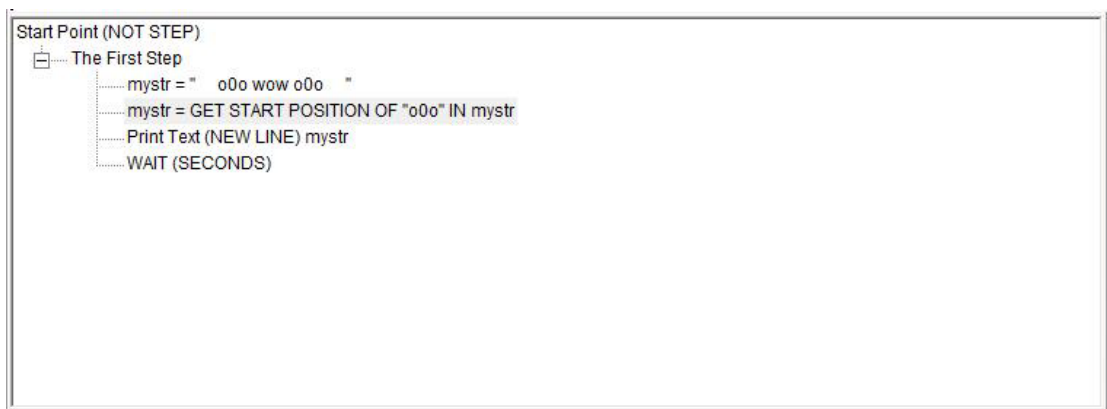 Start Point (NOT STEP)
The First Step
mystr = "     o0o wow o0o     "
mystr = GET START POSITION OF "o0o" IN mystr
Print Text (NEW LINE) mystr
WAIT (SECONDS)